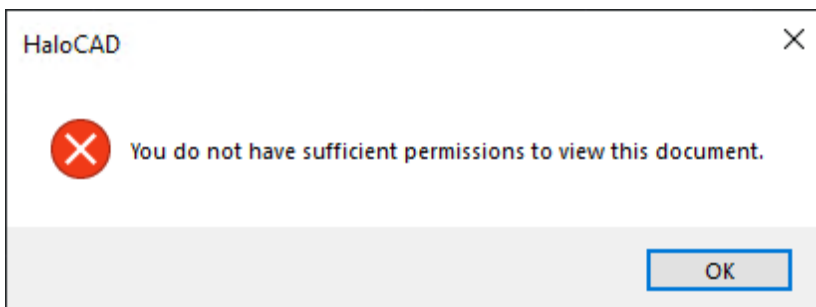 HaloCAD
You do not have sufficient permissions to view this document.
OK